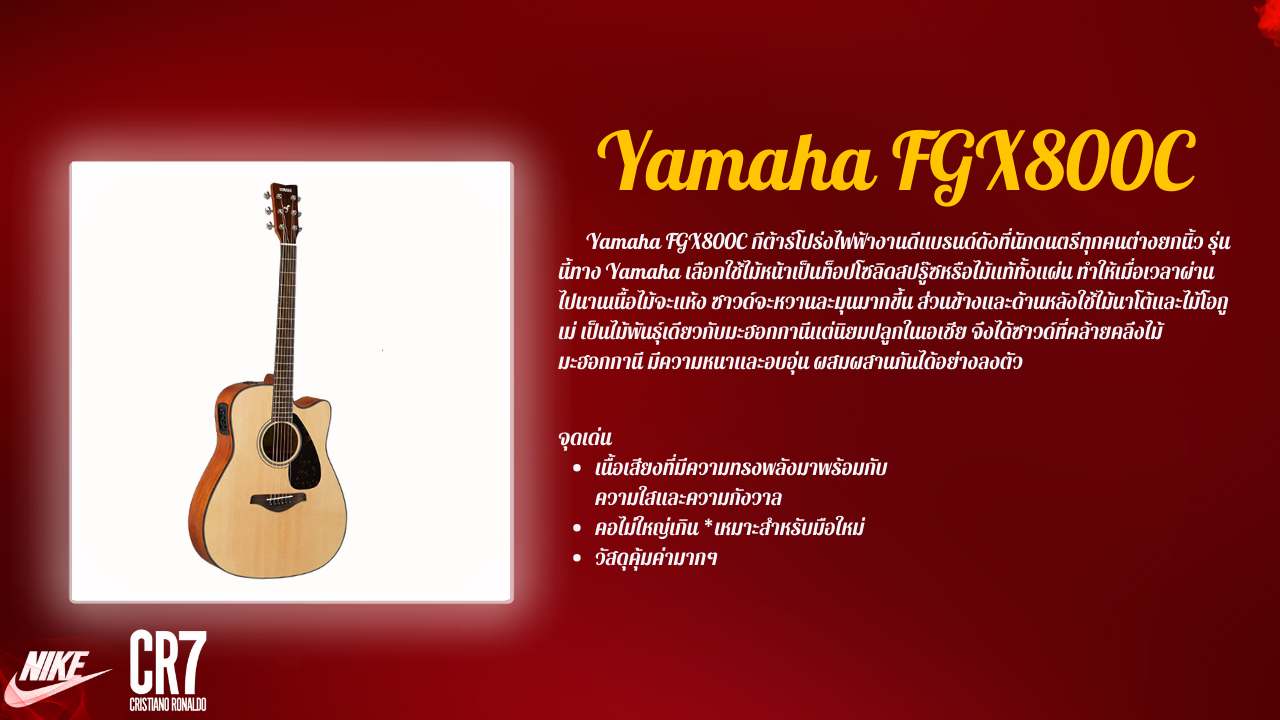 Yamaha FGX800C
Yamaha FGX800C กีต้าร์โปร่งไฟฟ้างานดีแบรนด์ดังที่นักดนตรีทุกคนต่างยกนิ้ว รุ่น
นี้ทาง Yamaha เลือกใช้ไม้หน้าเป็นท็อปโซลิดสปรู๊ซหรือไม้แท้ทั้งแผ่น ทำให้เมื่อเวลาผ่าน
ไปนานเนื้อไม้จะแห้ง ซาวด์จะหวานละมุนมากขึ้น ส่วนข้างและด้านหลังใช้ไม้นาโต้และไม้โอกู
เม่ เป็นไม้พันธุ์เดียวกับมะฮอกกานีแต่นิยมปลูกในเอเชีย จึงได้ซาวด์ที่คล้ายคลึงไม้
มะฮอกกานี มีความหนาและอบอุ่น ผสมผสานกันได้อย่างลงตัว
จุดเด่น
• เนื้อเสียงที่มีความทรงพลังมาพร้อมกับ
ความใสและความกังวาล
• คอไม่ใหญ่เกิน *เหมาะสำหรับมือใหม่
• วัสดุคุ้มค่ามากๆ
YAMAHA
NIKE
CR7
CRISTIANO RONALDO